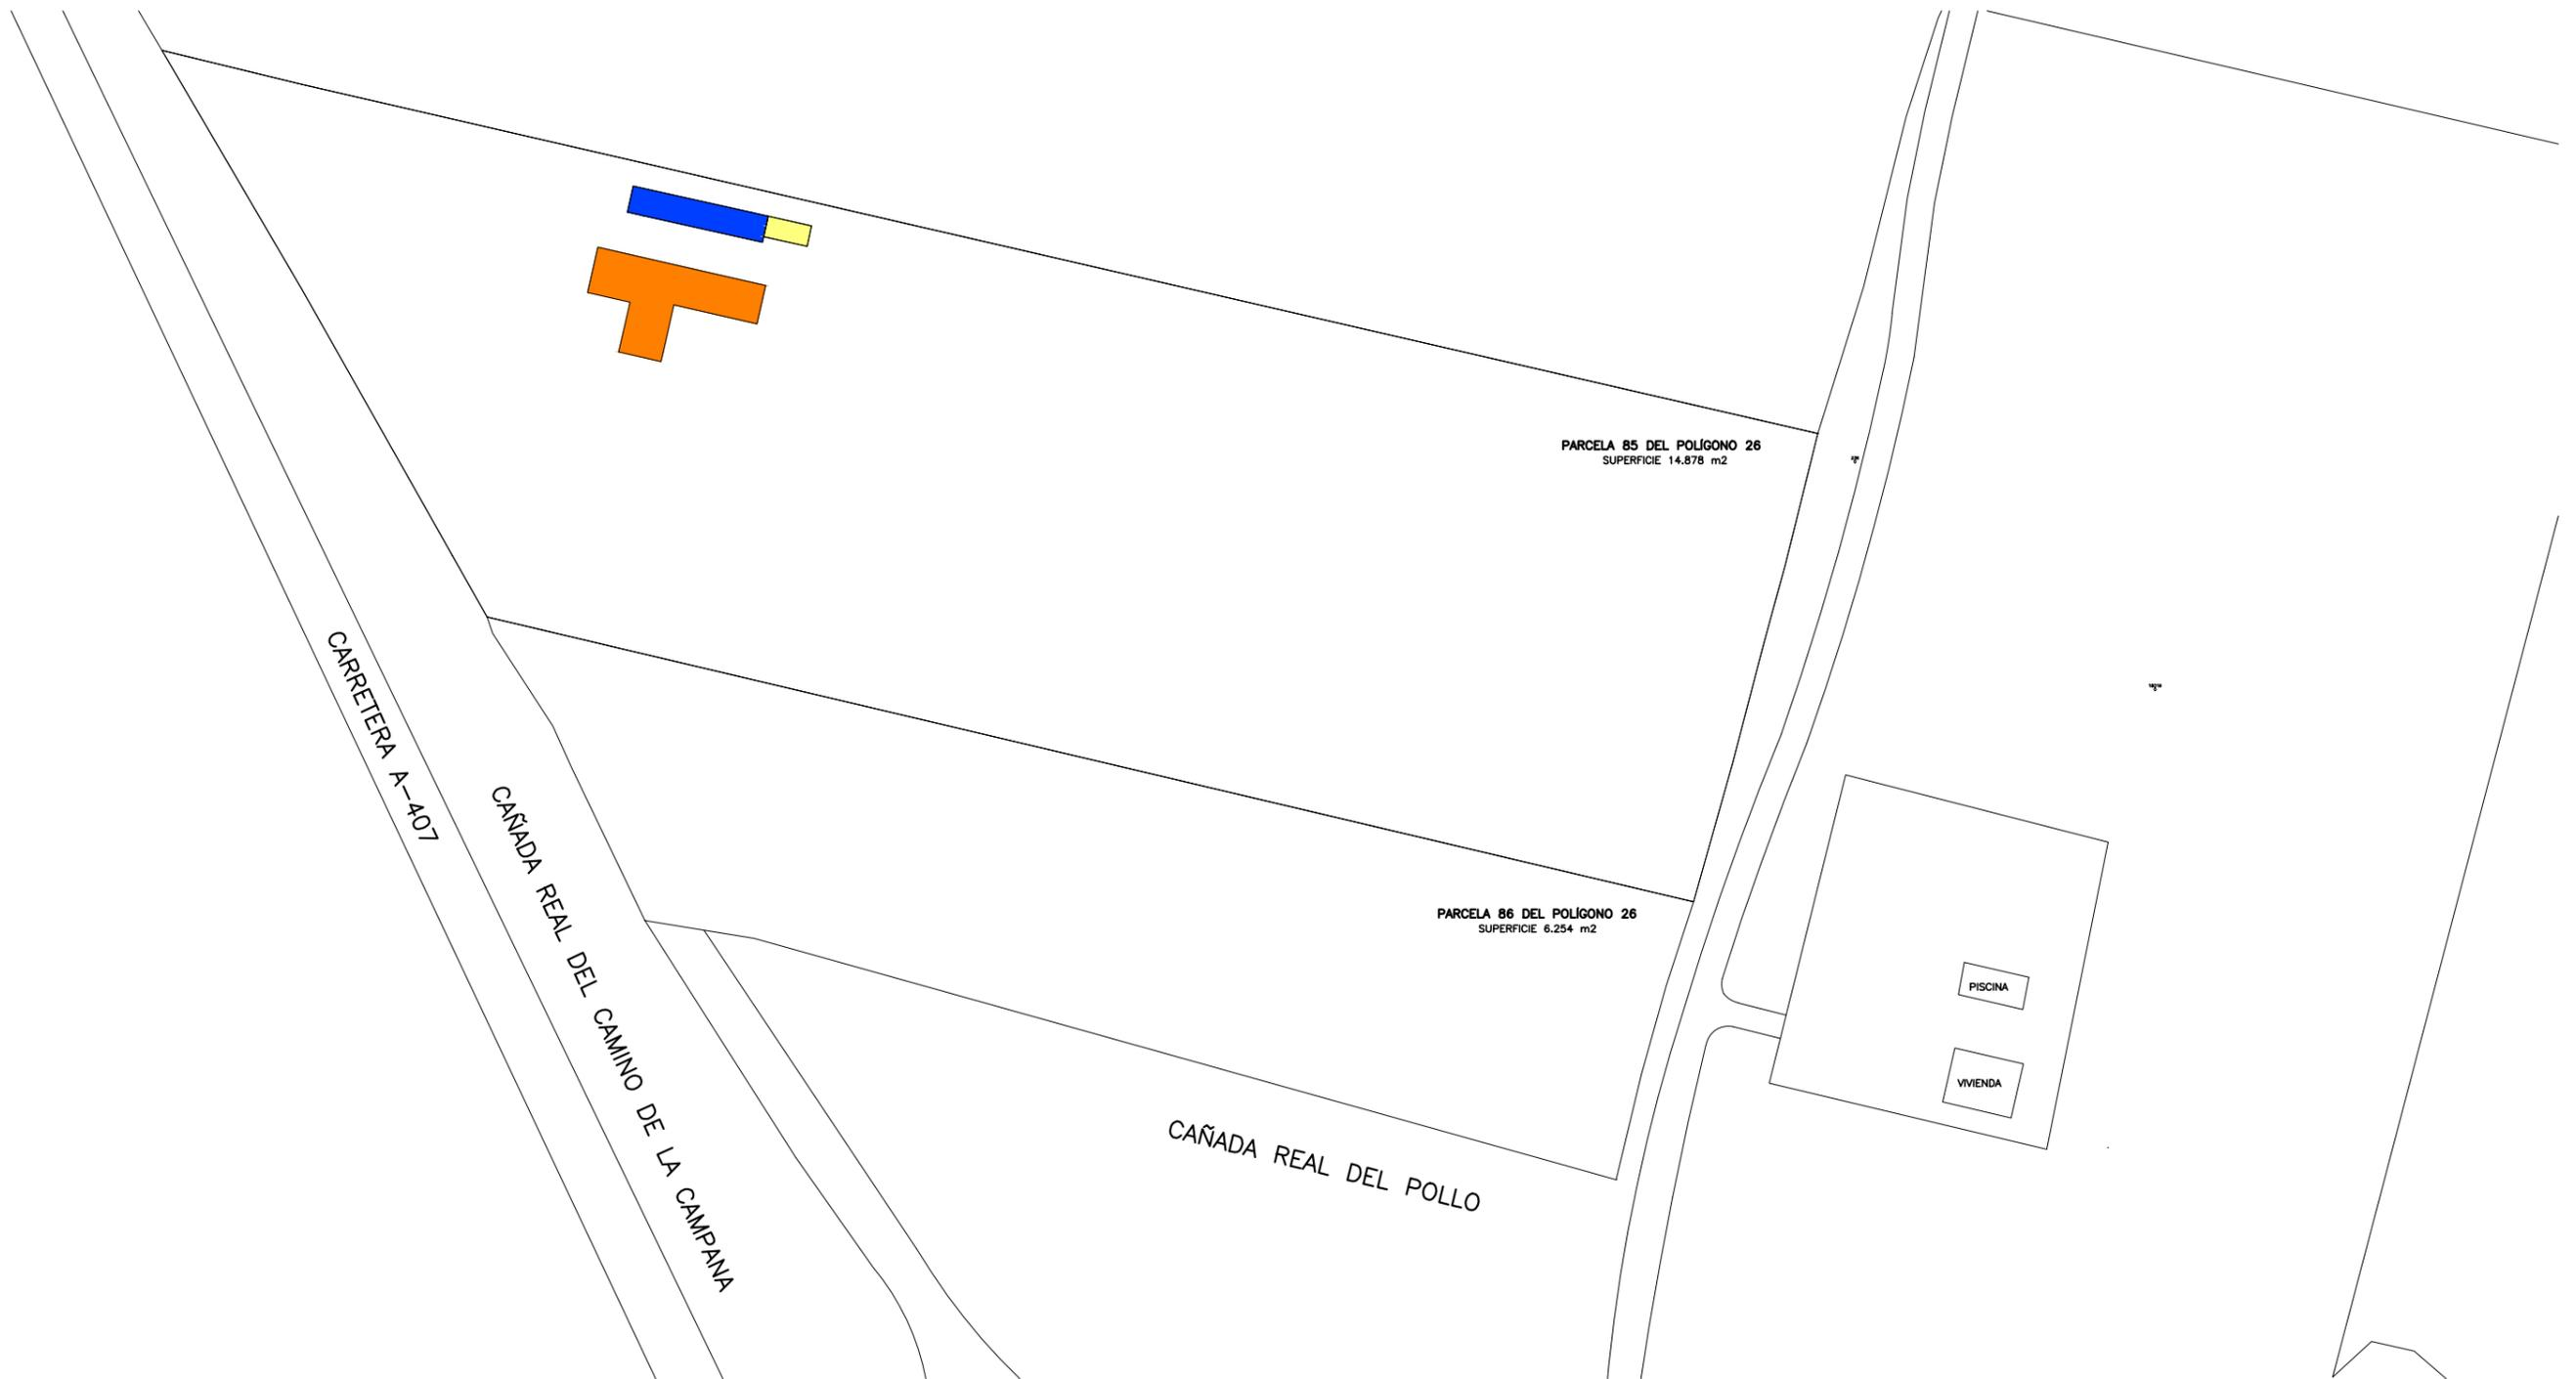 PARCELA 85 DEL POLÍGONO 26
SUPERFICIE 14.878 m2
CARRETERA A-407
CAÑADA REAL DEL CAMINO DE LA CAMPANA
PARCELA 86 DEL POLÍGONO 26
SUPERFICIE 6.254 m2
PISCINA
VIVIENDA
CAÑADA REAL DEL POLLO